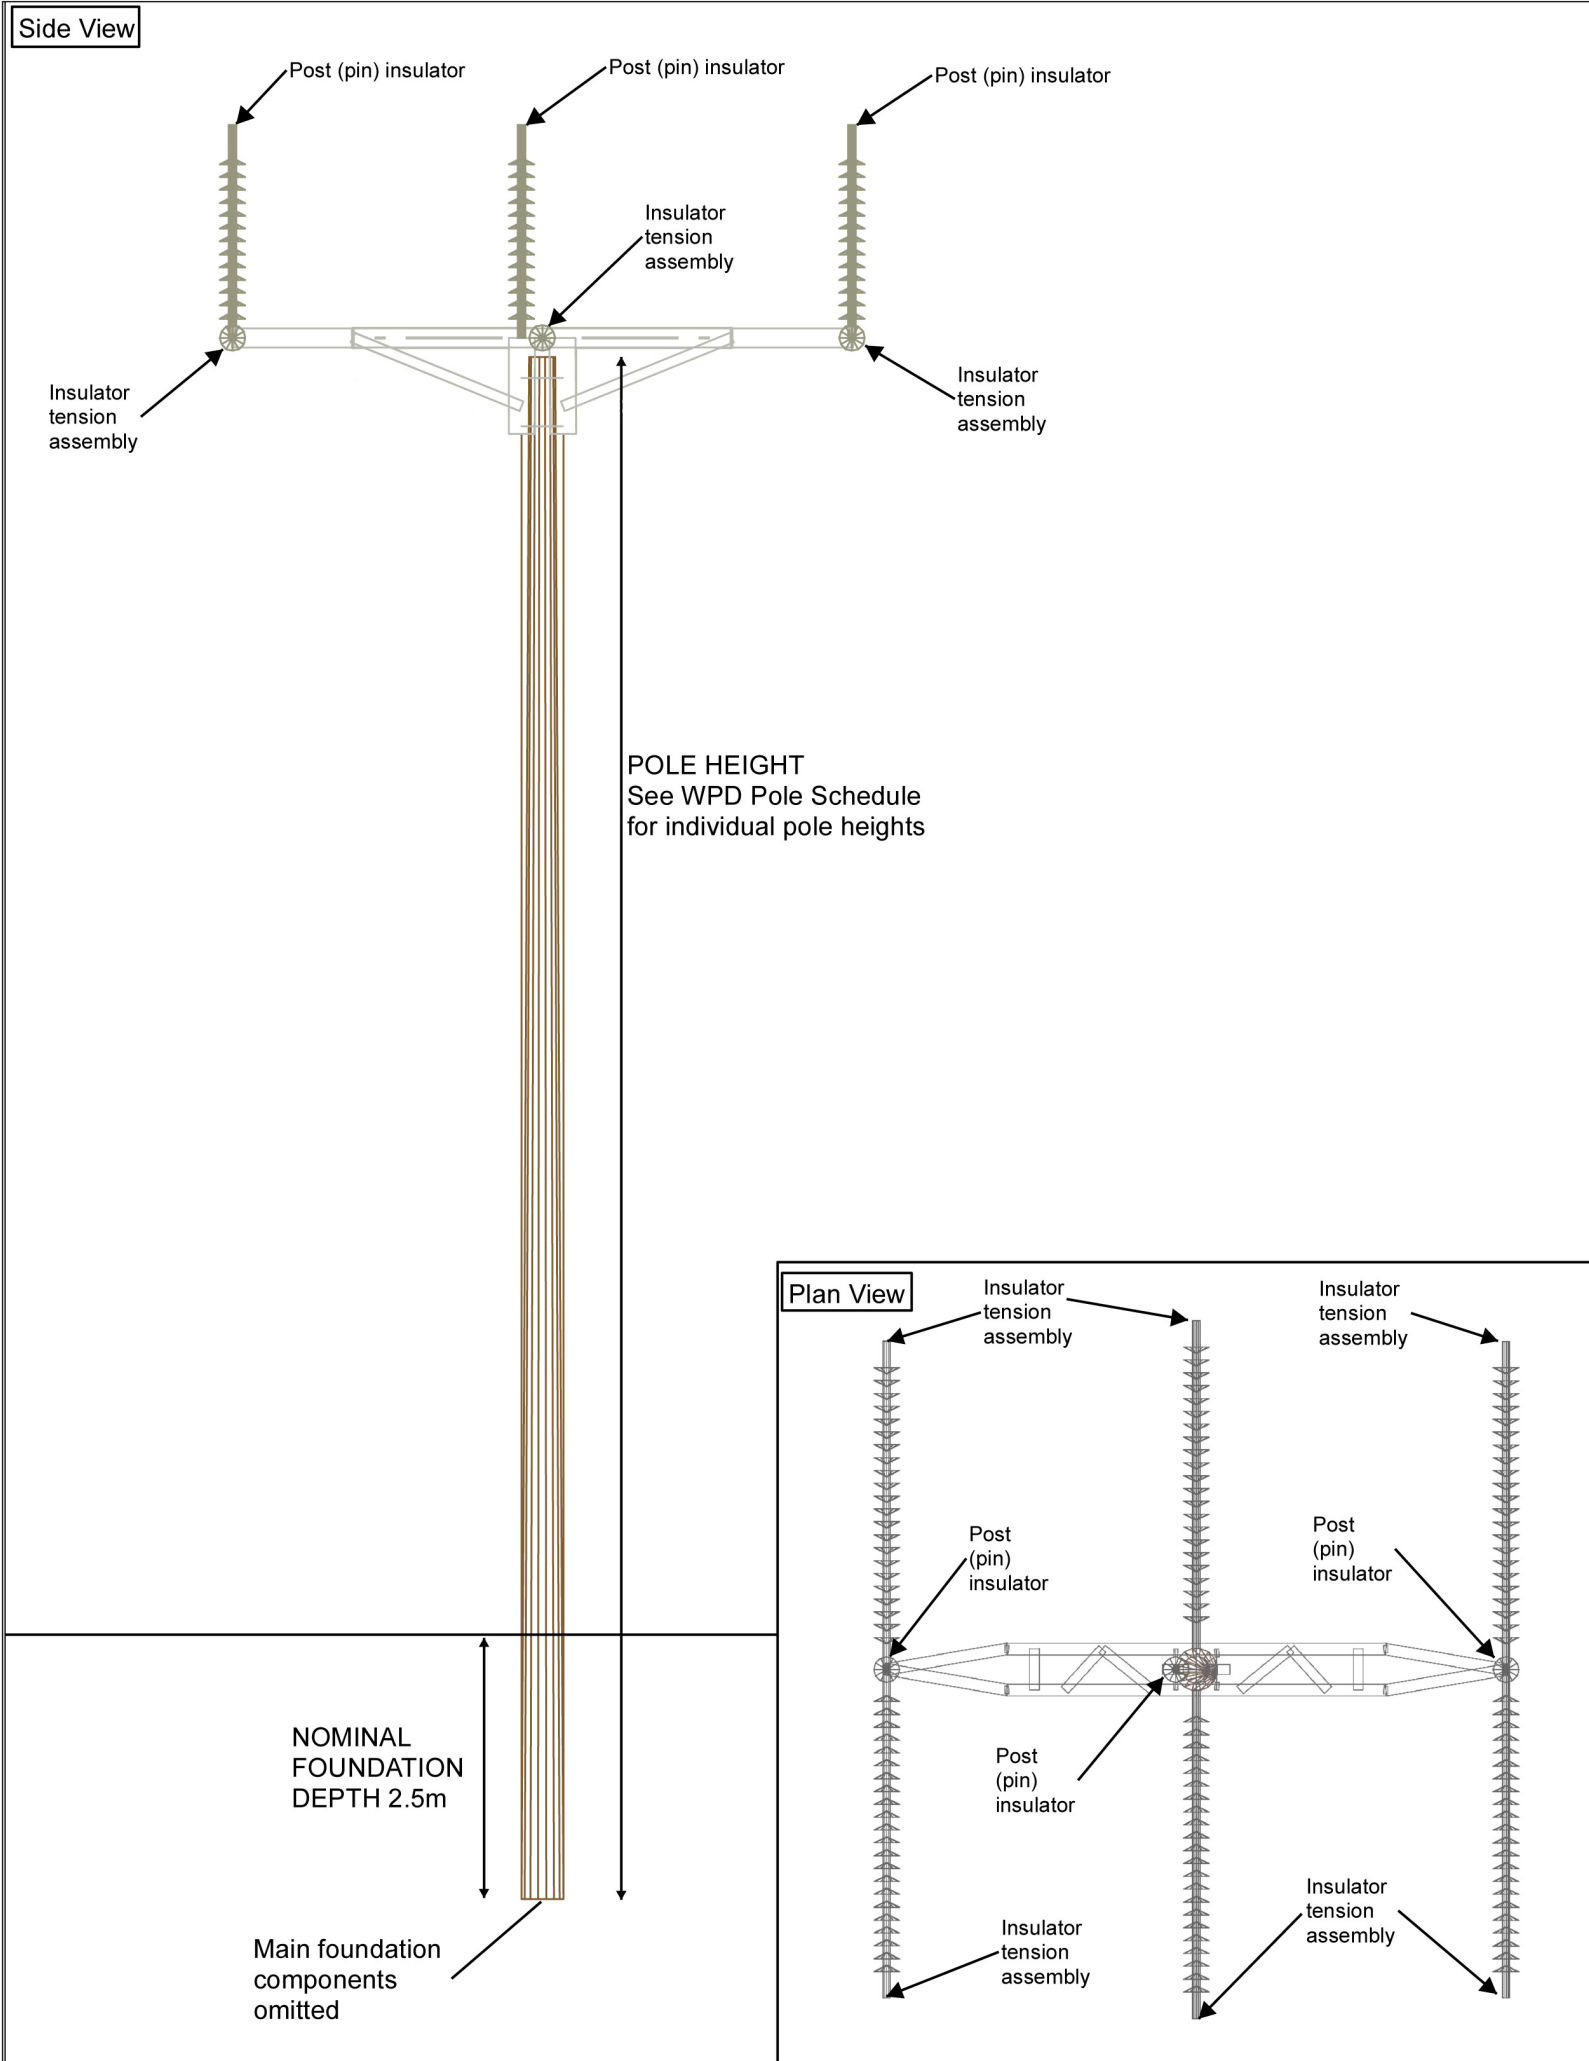 Side View
Post (pin) insulator
Post (pin) insulator
Post (pin) insulator
Insulator
tension
assembly
Insulator
tension
assembly
Insulator
tension
assembly
POLE HEIGHT
See WPD Pole Schedule
for individual pole heights
NOMINAL
FOUNDATION
DEPTH 2.5m
Main foundation
components
omitted
Plan View
Insulator
tension
assembly
Insulator
tension
assembly
Post
(pin)
insulator
Post
(pin)
insulator
Post
(pin)
insulator
Insulator
tension
assembly
Insulator
tension
assembly